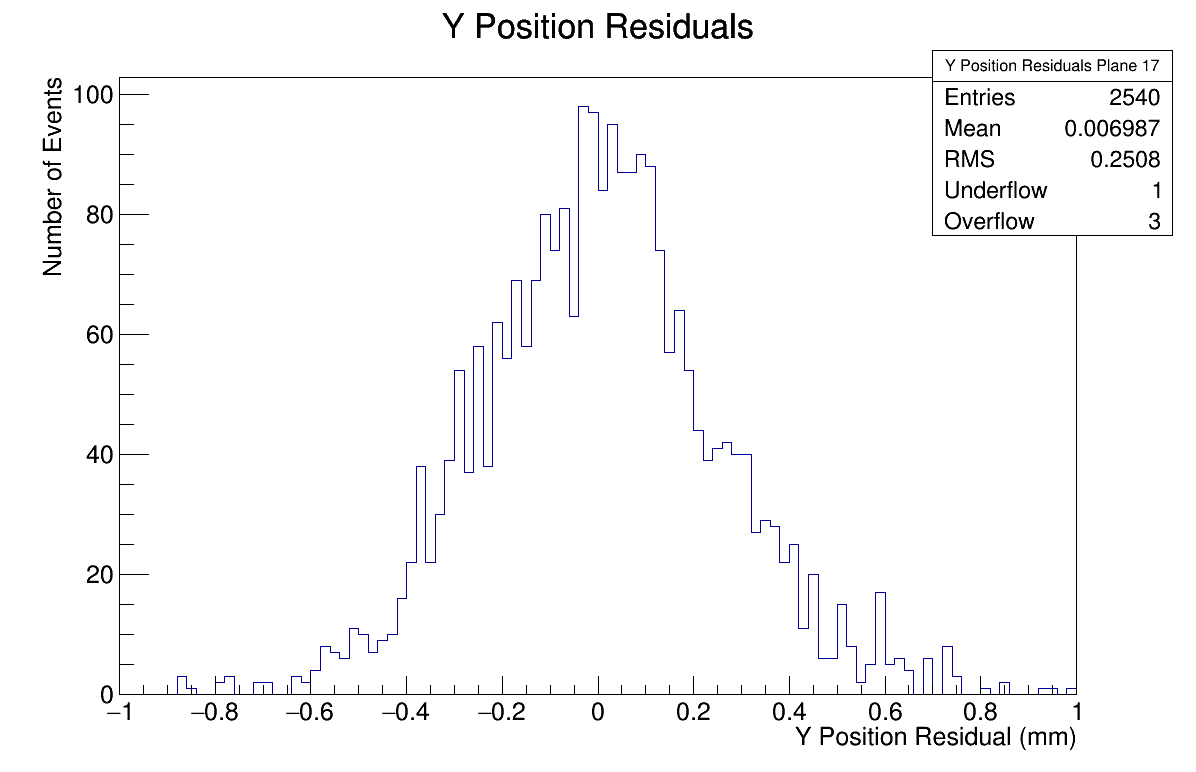 Y Position Residuals
Y Position Residuals Plane 17
Entries 2540
Mean 0.006987
RMS 0.2508
Underflow 1
Overflow 3
Number of Events
100
80
60
40
20
0
−1 −0.8 −0.6 −0.4 −0.2 0 0.2 0.4 0.6 0.8 1
Y Position Residual (mm)